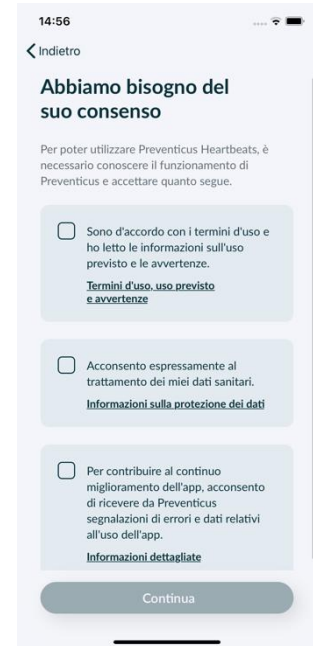 14:56
Indietro
Abbiamo bisogno del
suo consenso
Per poter utilizzare Preventicus Heartbeats, è
necessario conoscere il funzionamento di
Preventicus e accettare quanto segue.
Sono d'accordo con i termini d'uso e
ho letto le informazioni sull'uso
previsto e le avvertenze.
Termini d'uso, uso previsto
e avvertenze
Acconsento espressamente al
trattamento dei miei dati sanitari.
Informazioni sulla protezione dei dati
Per contribuire al continuo
miglioramento dell'app, acconsento
di ricevere da Preventicus
segnalazioni di errori e dati relativi
all'uso dell'app.
Informazioni dettagliate
Continua